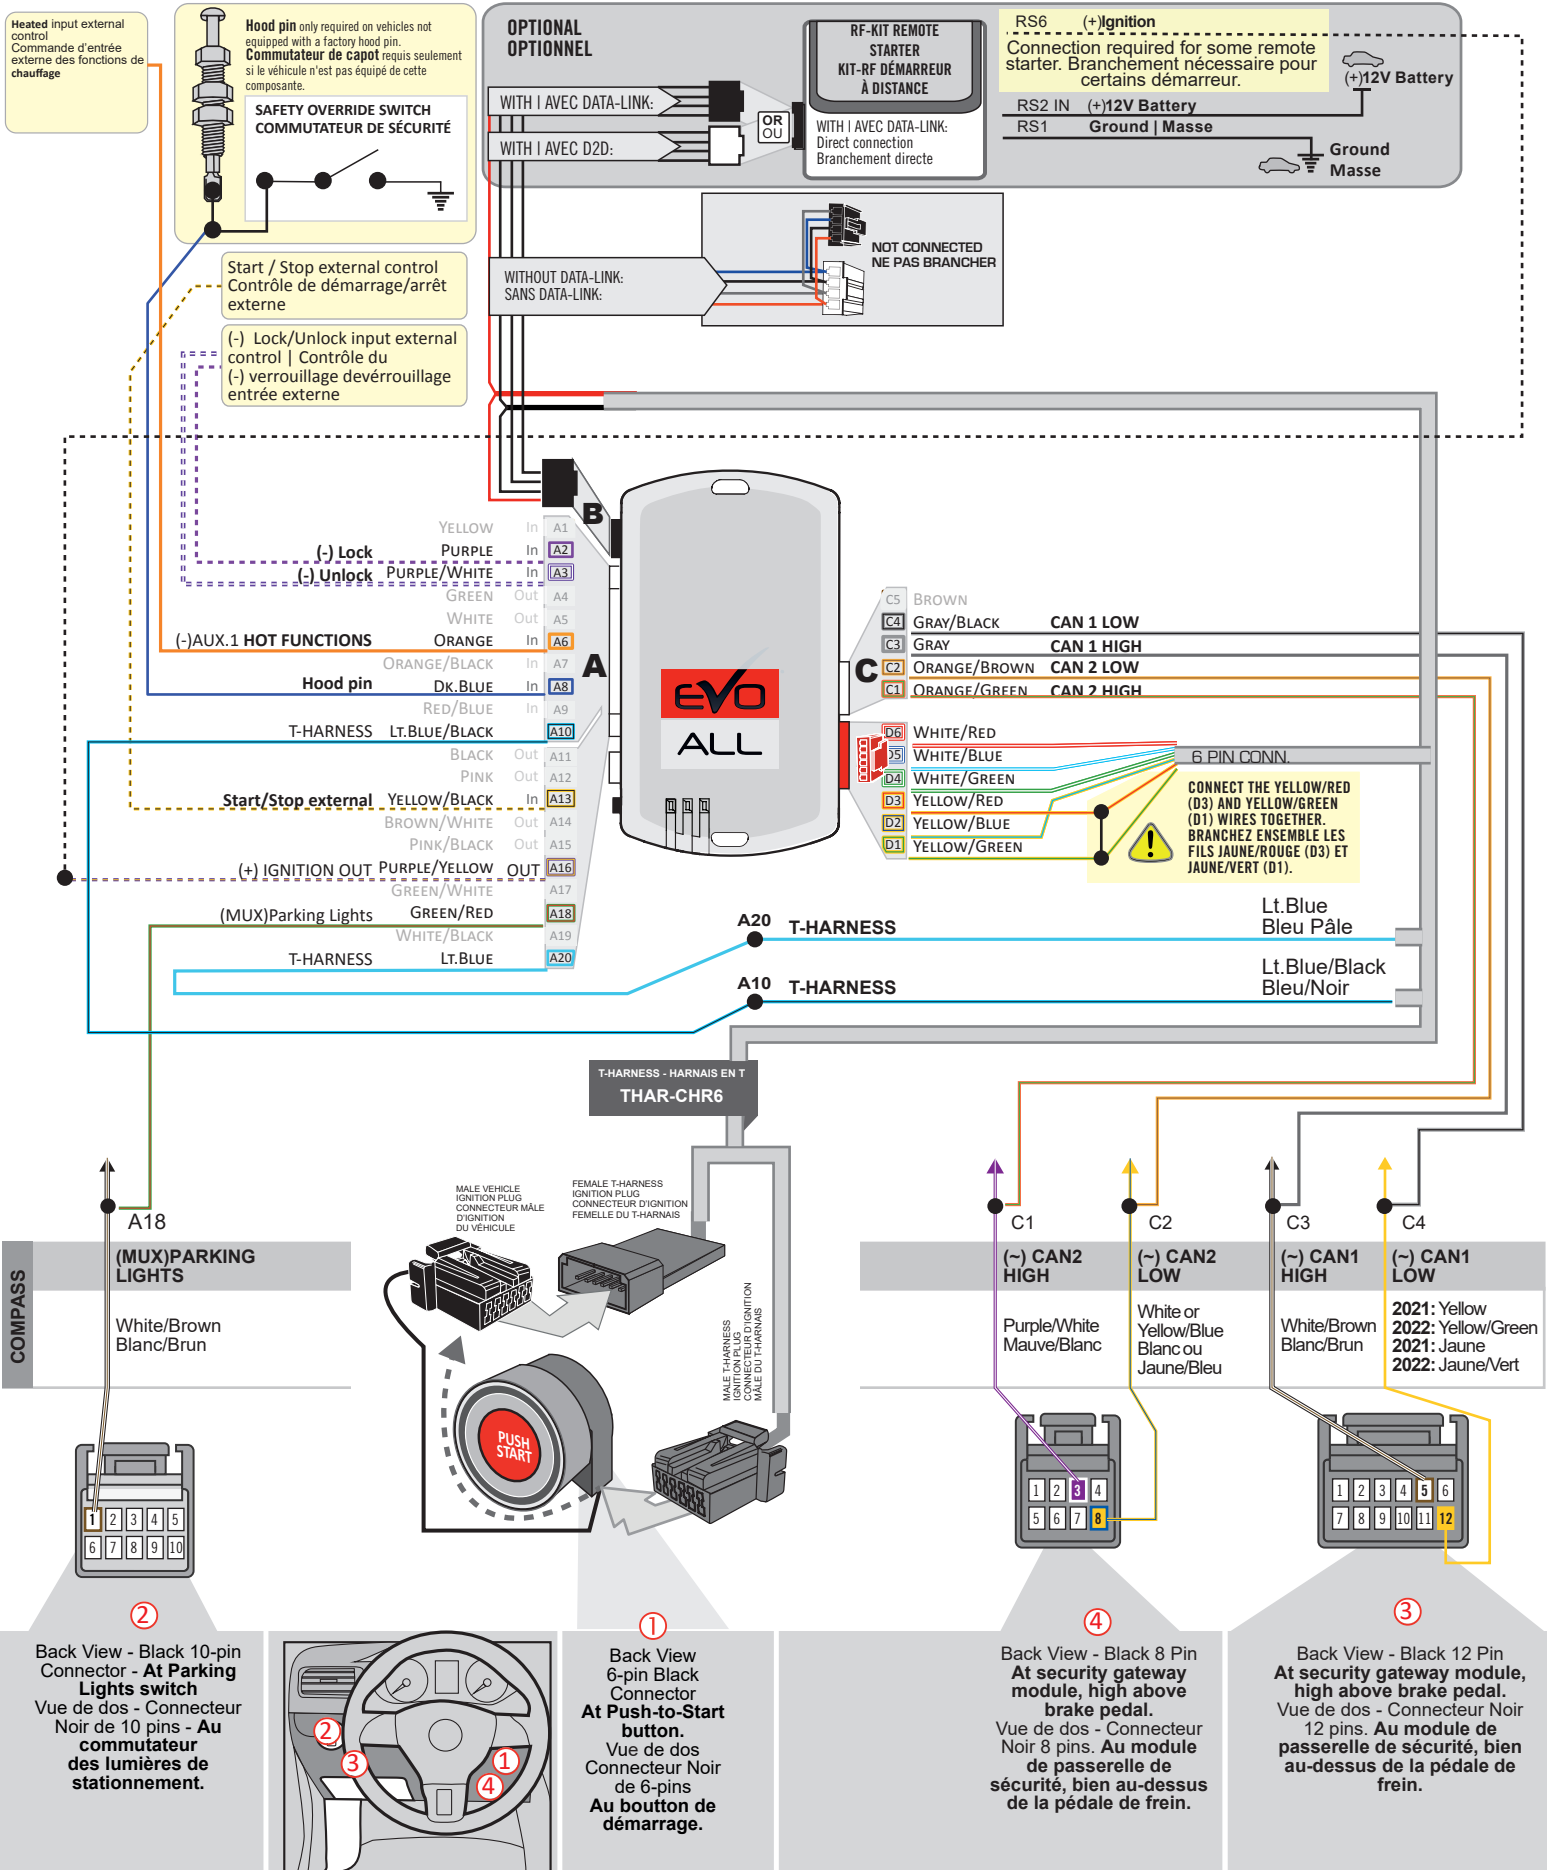 Heated input external
control
Commande d'entrée
externe des fonctions de
chauffage
Hood pin only required on vehicles not
equipped with a factory hood pin.
Commutateur de capot requis seulement
si le véhicule n'est pas équipé de cette
composante.
SAFETY OVERRIDE SWITCH
COMMUTATEUR DE SÉCURITÉ
OPTIONAL
OPTIONNEL
WITH | AVEC DATA-LINK:
WITH | AVEC D2D:
OR
OU
RF-KIT REMOTE
STARTER
KIT-RF DÉMARREUR
À DISTANCE
WITH | AVEC DATA-LINK:
Direct connection
Branchement directe
RS6 (+)Ignition
Connection required for some remote
starter. Branchement nécessaire pour
certains démarreur.
(+)12V Battery
RS2 IN (+)12V Battery
RS1 Ground | Masse
Ground
Masse
WITHOUT DATA-LINK:
SANS DATA-LINK:
NOT CONNECTED
NE PAS BRANCHER
Start / Stop external control
Contrôle de démarrage/arrêt
externe
(-) Lock/Unlock input external
control | Contrôle du
(-) verrouillage devérrouillage
entrée externe
B
A
C
EVO
ALL
YELLOW In A1
(-) Lock PURPLE In A2
(-) Unlock PURPLE/WHITE In A3
GREEN Out A4
WHITE Out A5
(-)AUX.1 HOT FUNCTIONS ORANGE In A6
ORANGE/BLACK In A7
Hood pin DK.BLUE In A8
RED/BLUE In A9
T-HARNESS LT.BLUE/BLACK A10
BLACK Out A11
PINK Out A12
Start/Stop external YELLOW/BLACK In A13
BROWN/WHITE Out A14
PINK/BLACK Out A15
(+) IGNITION OUT PURPLE/YELLOW OUT A16
GREEN/WHITE A17
(MUX)Parking Lights GREEN/RED A18
WHITE/BLACK A19
T-HARNESS LT.BLUE A20
C5 BROWN
C4 GRAY/BLACK CAN 1 LOW
C3 GRAY CAN 1 HIGH
C2 ORANGE/BROWN CAN 2 LOW
C1 ORANGE/GREEN CAN 2 HIGH
D6 WHITE/RED
D5 WHITE/BLUE
D4 WHITE/GREEN
D3 YELLOW/RED
D2 YELLOW/BLUE
D1 YELLOW/GREEN
6 PIN CONN.
CONNECT THE YELLOW/RED
(D3) AND YELLOW/GREEN
(D1) WIRES TOGETHER.
BRANCHEZ ENSEMBLE LES
FILS JAUNE/ROUGE (D3) ET
JAUNE/VERT (D1).
A20 T-HARNESS
Lt.Blue
Bleu Pâle
A10 T-HARNESS
Lt.Blue/Black
Bleu/Noir
T-HARNESS - HARNAIS EN T
THAR-CHR6
MALE VEHICLE
IGNITION PLUG
CONNECTEUR MÂLE
D'IGNITION
DU VÉHICULE
FEMALE T-HARNESS
IGNITION PLUG
CONNECTEUR D'IGNITION
FEMELLE DU T-HARNAIS
MALE T-HARNESS
IGNITION PLUG
CONNECTEUR D'IGNITION
MÂLE DU T-HARNAIS
PUSH
START
COMPASS
A18
(MUX)PARKING
LIGHTS
White/Brown
Blanc/Brun
C1
(~) CAN2
HIGH
Purple/White
Mauve/Blanc
C2
(~) CAN2
LOW
White or
Yellow/Blue
Blanc ou
Jaune/Bleu
C3
(~) CAN1
HIGH
White/Brown
Blanc/Brun
C4
(~) CAN1
LOW
2021: Yellow
2022: Yellow/Green
2021: Jaune
2022: Jaune/Vert
1 2 3 4 5
6 7 8 9 10
1 2 3 4
5 6 7 8
1 2 3 4 5 6
7 8 9 10 11 12
2
Back View - Black 10-pin
Connector - At Parking
Lights switch
Vue de dos - Connecteur
Noir de 10 pins - Au
commutateur
des lumières de
stationnement.
2
3
1
4
1
Back View
6-pin Black
Connector
At Push-to-Start
button.
Vue de dos
Connecteur Noir
de 6-pins
Au boutton de
démarrage.
4
Back View - Black 8 Pin
At security gateway
module, high above
brake pedal.
Vue de dos - Connecteur
Noir 8 pins. Au module
de passerelle de
sécurité, bien au-dessus
de la pédale de frein.
3
Back View - Black 12 Pin
At security gateway module,
high above brake pedal.
Vue de dos - Connecteur Noir
12 pins. Au module de
passerelle de sécurité, bien
au-dessus de la pédale de
frein.